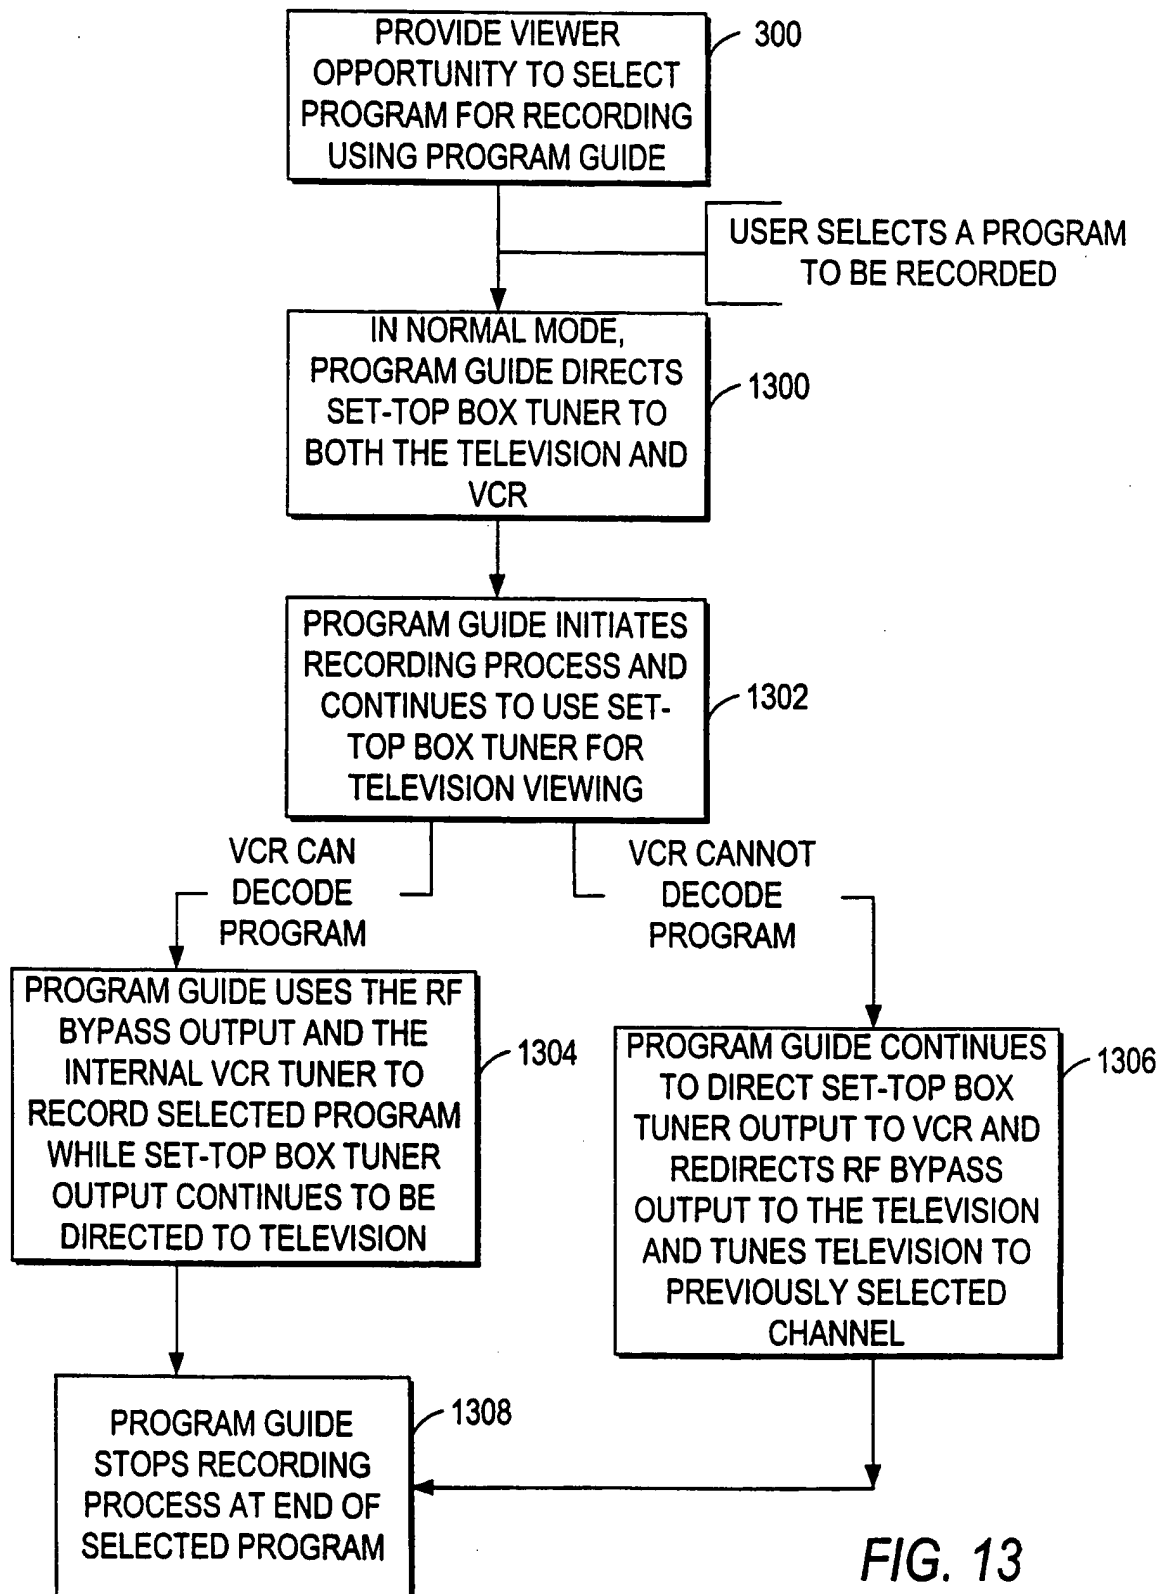 PROVIDE VIEWER
OPPORTUNITY TO SELECT
PROGRAM FOR RECORDING
USING PROGRAM GUIDE
300
USER SELECTS A PROGRAM
TO BE RECORDED
IN NORMAL MODE,
PROGRAM GUIDE DIRECTS
SET-TOP BOX TUNER TO
BOTH THE TELEVISION AND
VCR
1300
PROGRAM GUIDE INITIATES
RECORDING PROCESS AND
CONTINUES TO USE SET-
TOP BOX TUNER FOR
TELEVISION VIEWING
1302
VCR CAN
DECODE
PROGRAM
VCR CANNOT
DECODE
PROGRAM
PROGRAM GUIDE USES THE RF
BYPASS OUTPUT AND THE
INTERNAL VCR TUNER TO
RECORD SELECTED PROGRAM
WHILE SET-TOP BOX TUNER
OUTPUT CONTINUES TO BE
DIRECTED TO TELEVISION
1304
PROGRAM GUIDE CONTINUES
TO DIRECT SET-TOP BOX
TUNER OUTPUT TO VCR AND
REDIRECTS RF BYPASS
OUTPUT TO THE TELEVISION
AND TUNES TELEVISION TO
PREVIOUSLY SELECTED
CHANNEL
1306
PROGRAM GUIDE
STOPS RECORDING
PROCESS AT END OF
SELECTED PROGRAM
1308
FIG. 13